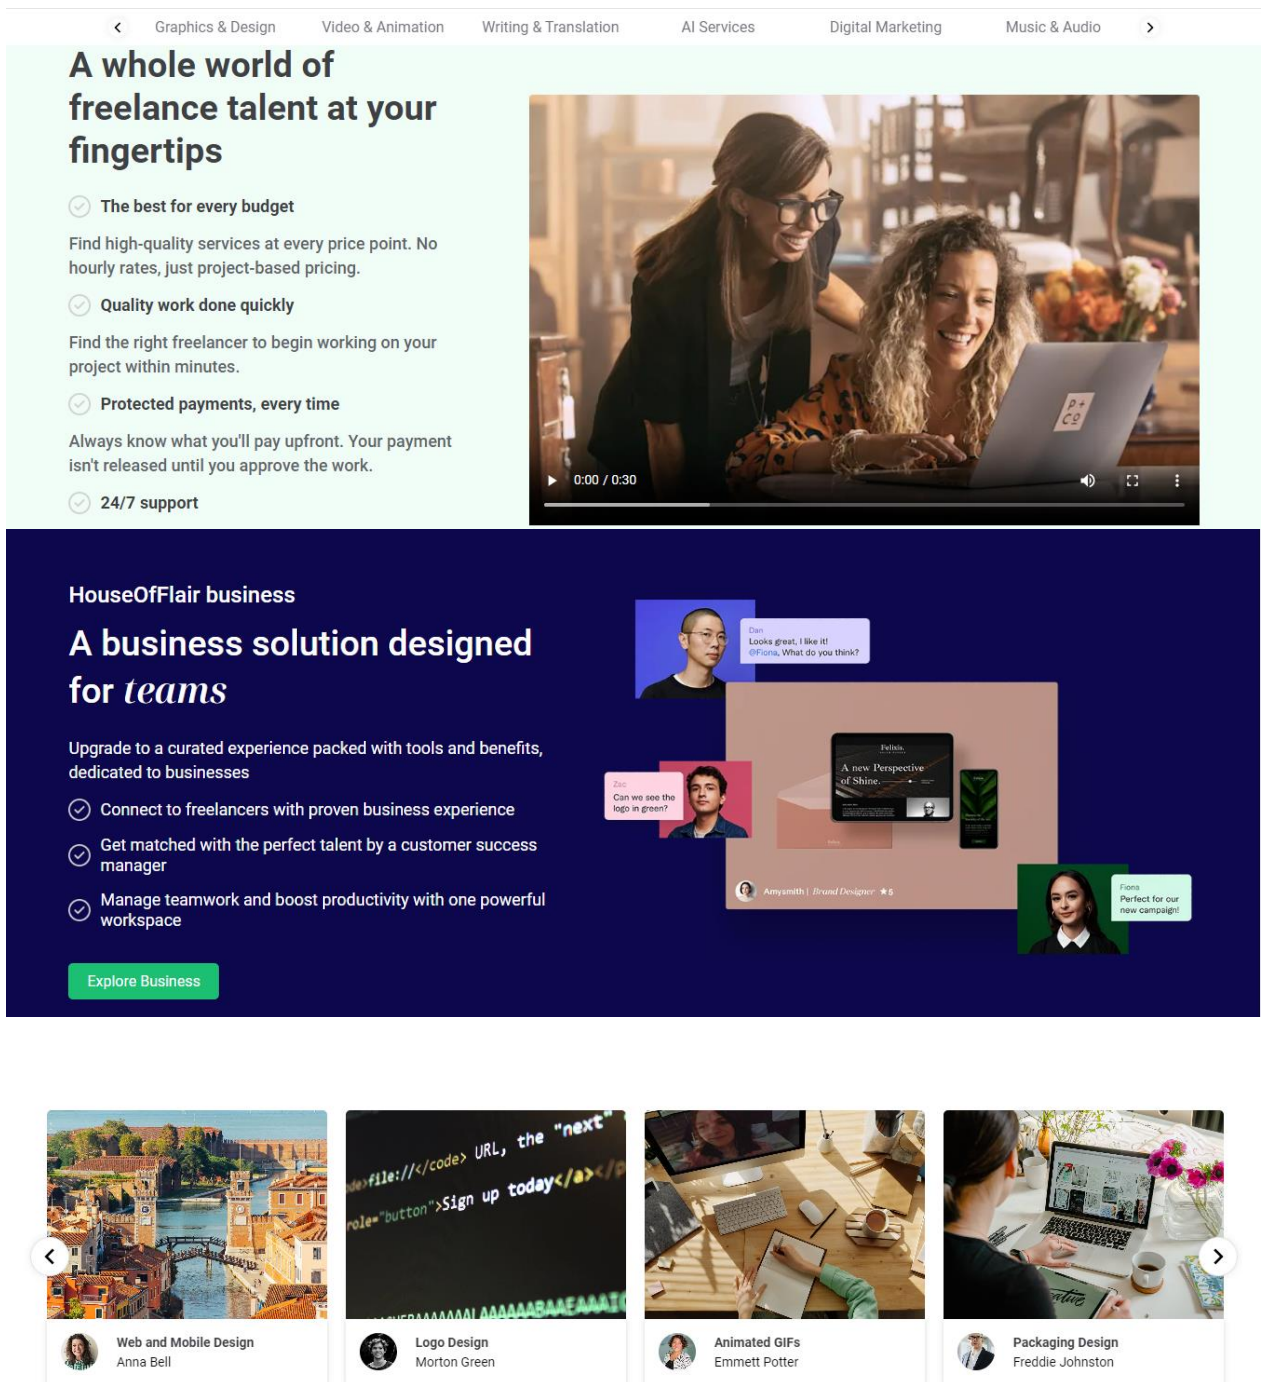 Graphics & Design Video & Animation Writing & Translation AI Services Digital Marketing Music & Audio
A whole world of
freelance talent at your
fingertips
The best for every budget
Find high-quality services at every price point. No
hourly rates, just project-based pricing.
Quality work done quickly
Find the right freelancer to begin working on your
project within minutes.
Protected payments, every time
Always know what you'll pay upfront. Your payment
isn't released until you approve the work.
24/7 support
P+
CO
0:00 / 0:30
HouseOfFlair business
A business solution designed
for teams
Upgrade to a curated experience packed with tools and benefits,
dedicated to businesses
Connect to freelancers with proven business experience
Get matched with the perfect talent by a customer success
manager
Manage teamwork and boost productivity with one powerful
workspace
Explore Business
Dan
Looks great, I like it!
@Fiona, What do you think?
Zac
Can we see the
logo in green?
Felixis.
A new Perspective
of Shine.
Amysmith | Brand Designer ★5
Fiona
Perfect for our
new campaign!
file://</code> URL, the "next"
role="button">Sign up today</a></p
Web and Mobile Design
Anna Bell
Logo Design
Morton Green
Animated GIFs
Emmett Potter
Packaging Design
Freddie Johnston